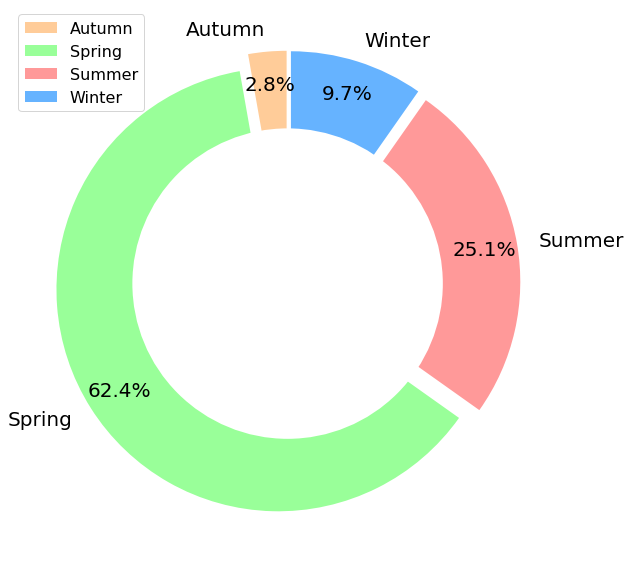 Autumn
Spring
Summer
Winter
Autumn
Winter
2.8%
9.7%
Summer
25.1%
62.4%
Spring